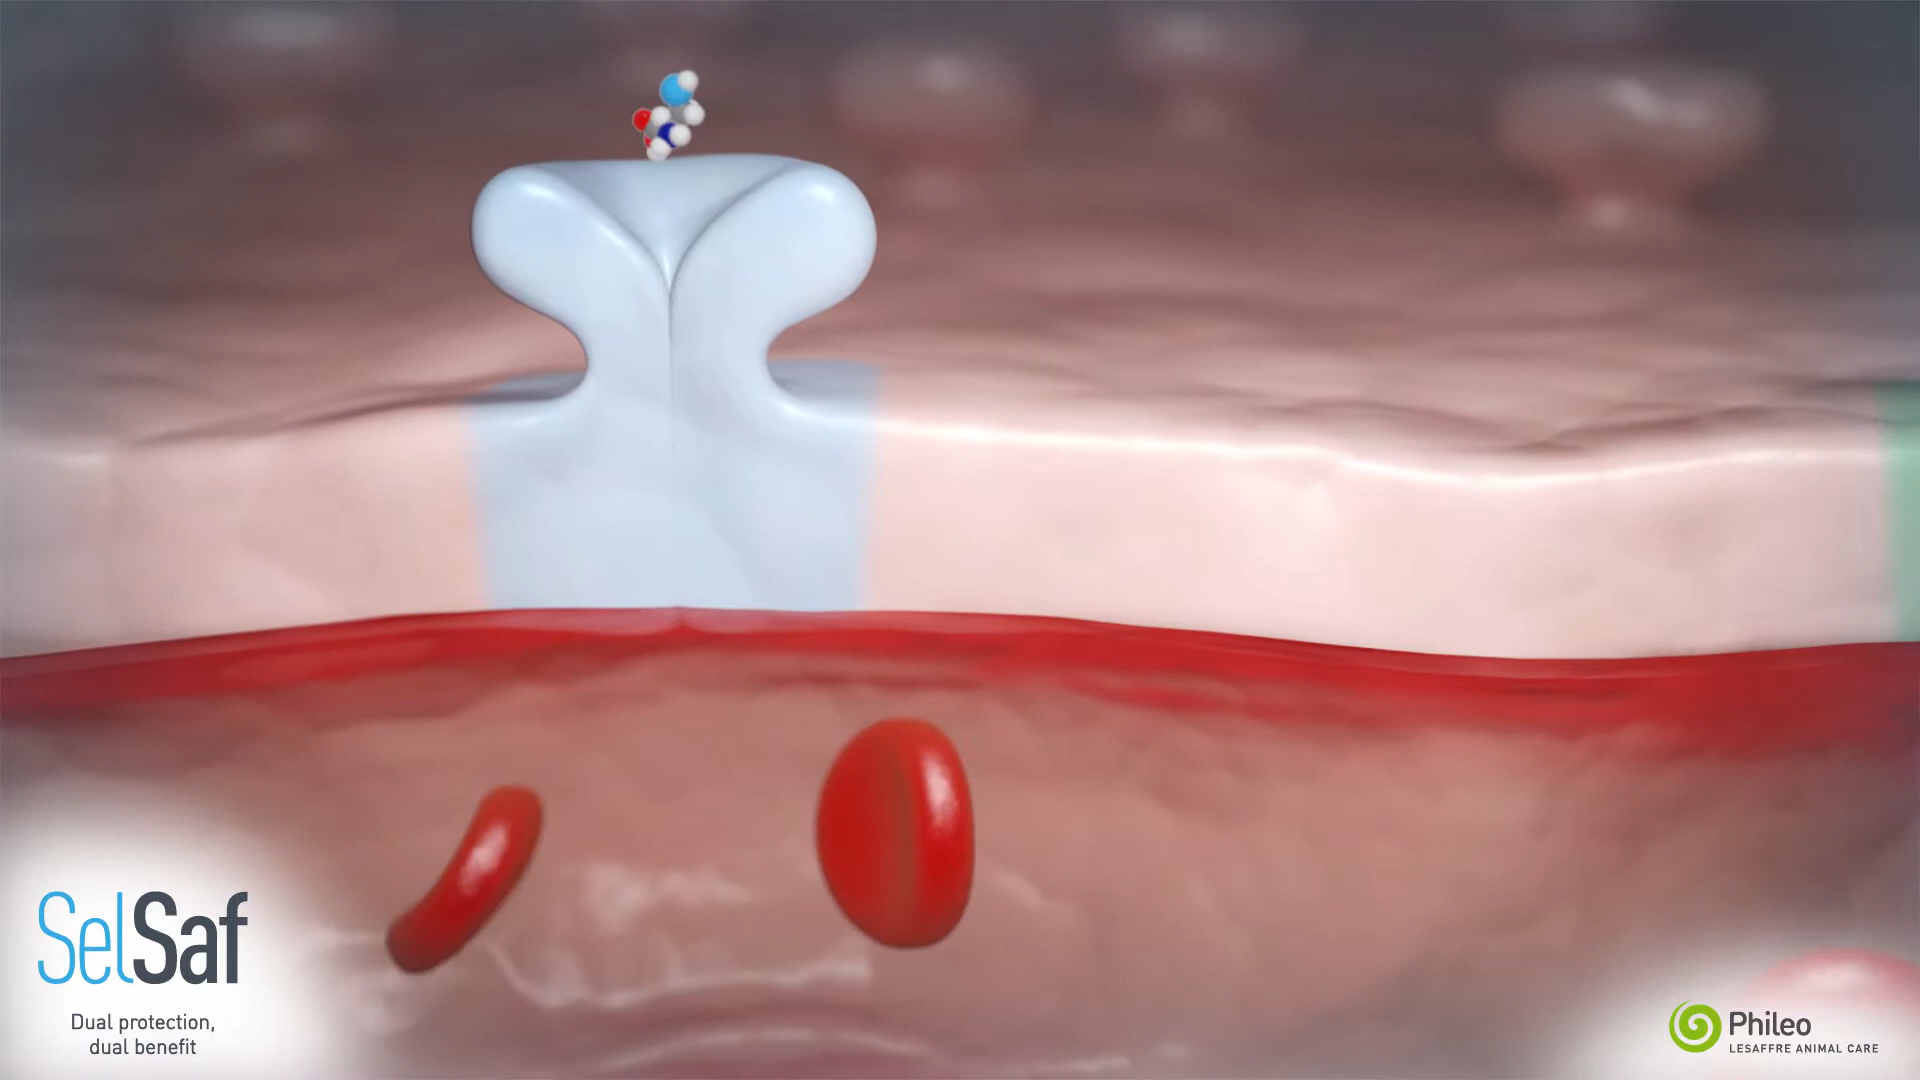 SelSaf
Dual protection,
dual benefit
Phileo
LESAFFRE ANIMAL CARE